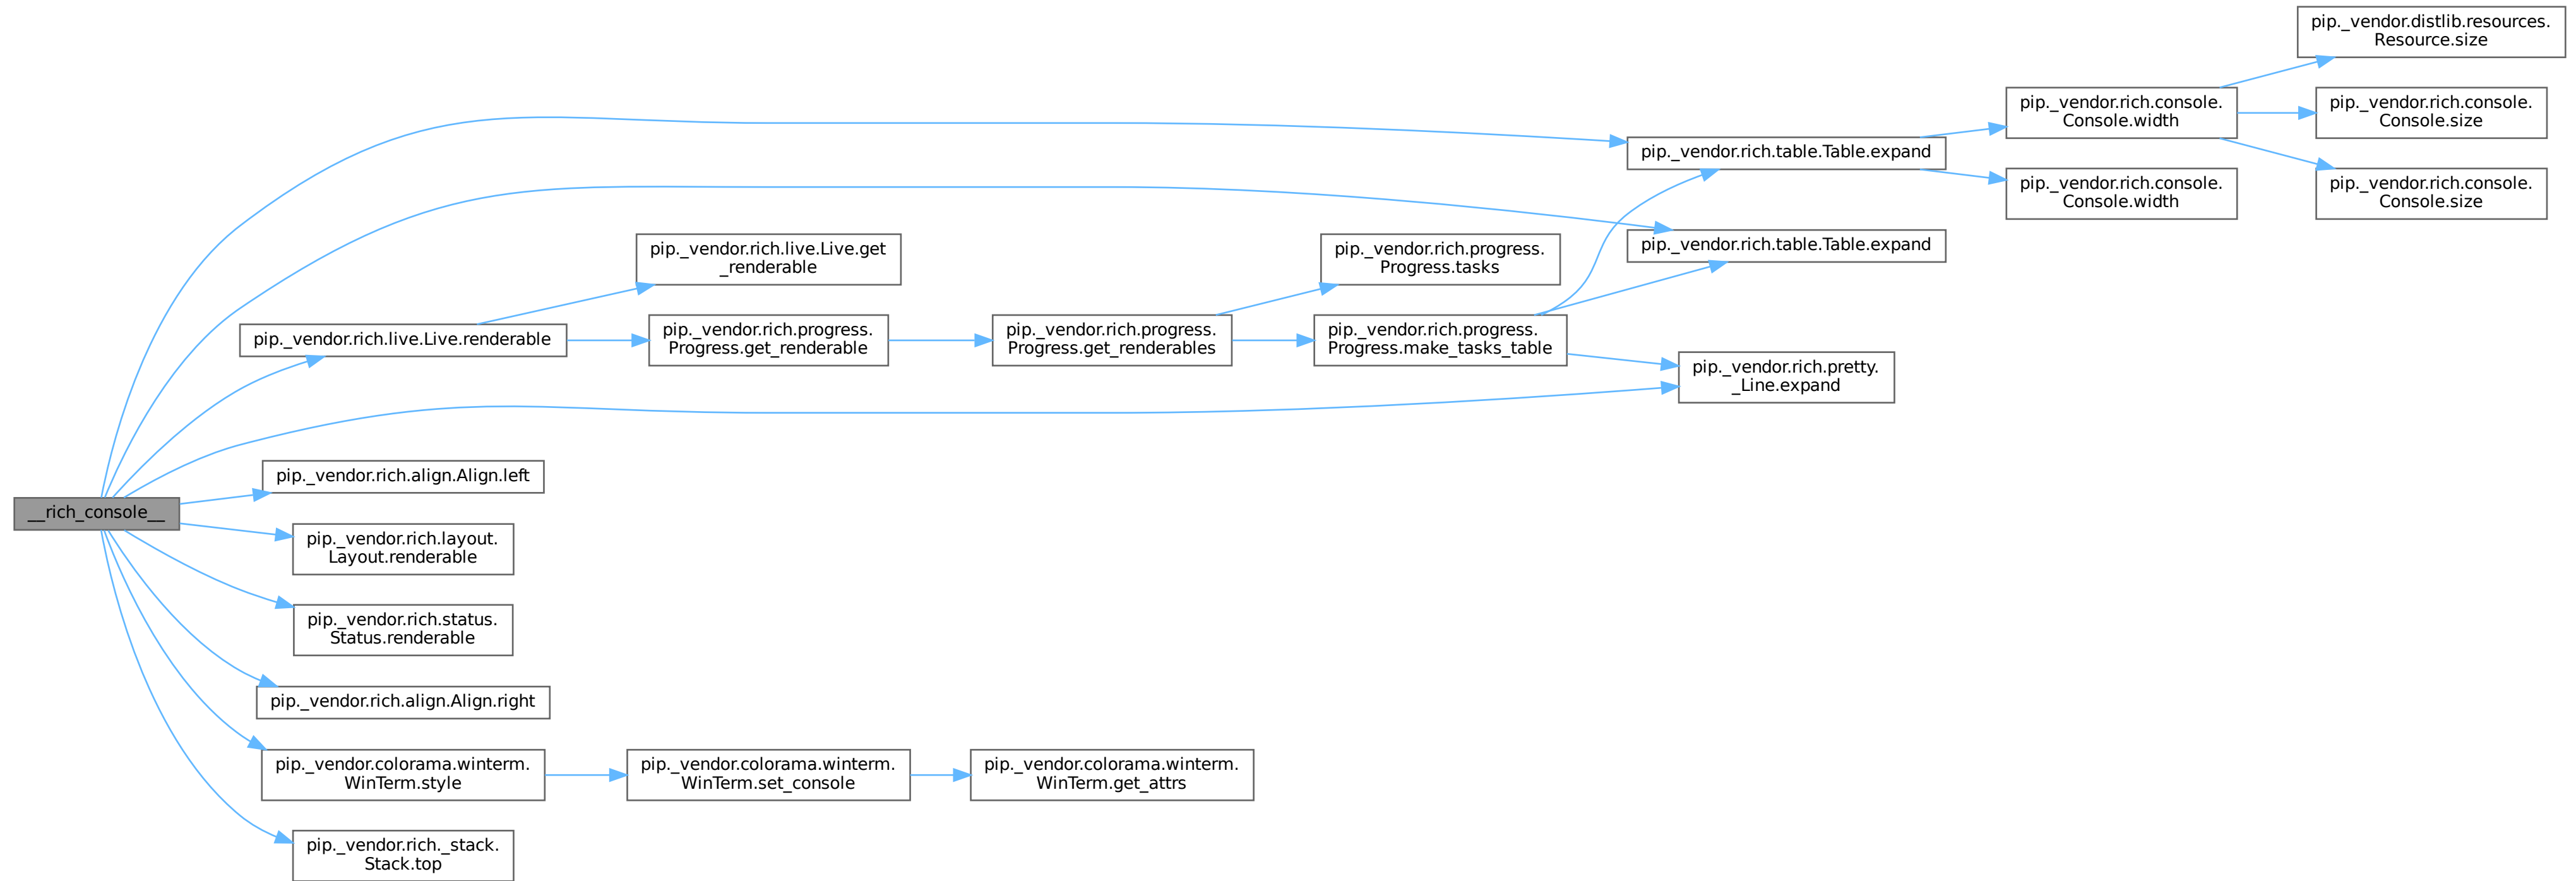 pip._vendor.distlib.resources.
Resource.size
pip._vendor.rich.console.
Console.width
pip._vendor.rich.console.
Console.size
pip._vendor.rich.table.Table.expand
pip._vendor.rich.console.
Console.width
pip._vendor.rich.console.
Console.size
pip._vendor.rich.live.Live.get
_renderable
pip._vendor.rich.progress.
Progress.tasks
pip._vendor.rich.table.Table.expand
pip._vendor.rich.live.Live.renderable
pip._vendor.rich.progress.
Progress.get_renderable
pip._vendor.rich.progress.
Progress.get_renderables
pip._vendor.rich.progress.
Progress.make_tasks_table
pip._vendor.rich.pretty.
_Line.expand
pip._vendor.rich.align.Align.left
__rich_console__
pip._vendor.rich.layout.
Layout.renderable
pip._vendor.rich.status.
Status.renderable
pip._vendor.rich.align.Align.right
pip._vendor.colorama.winterm.
WinTerm.style
pip._vendor.colorama.winterm.
WinTerm.set_console
pip._vendor.colorama.winterm.
WinTerm.get_attrs
pip._vendor.rich._stack.
Stack.top